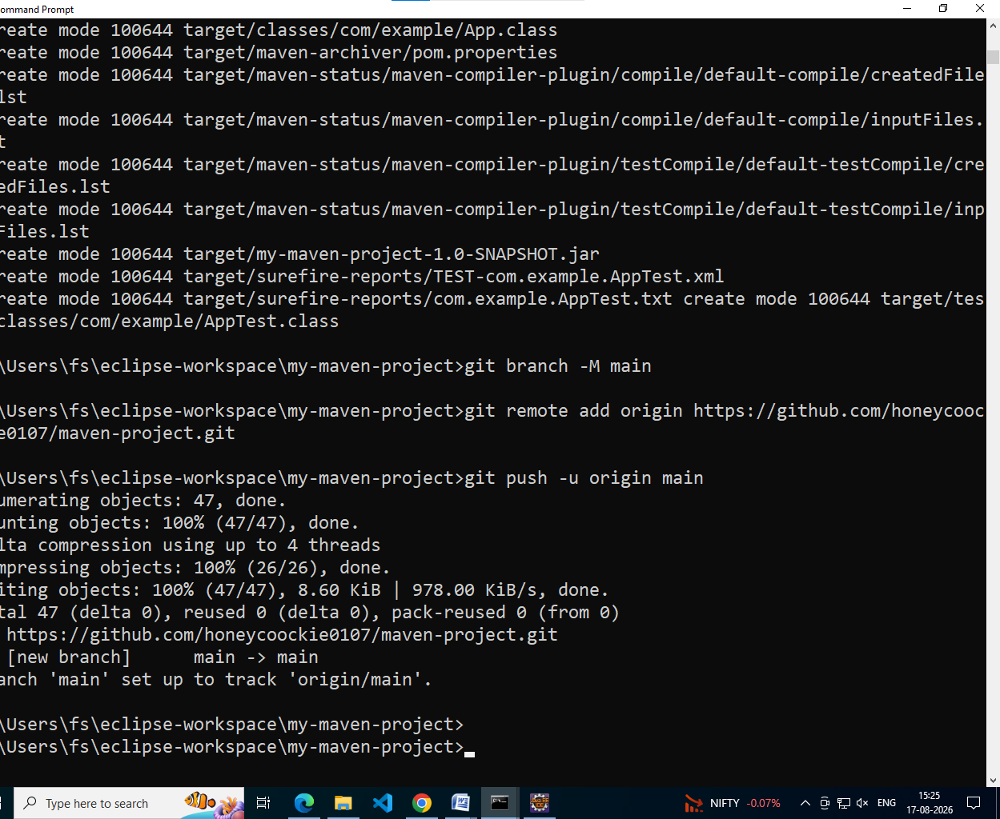 ommand Prompt
reate mode 100644 target/classes/com/example/App.class
reate mode 100644 target/maven-archiver/pom.properties
reate mode 100644 target/maven-status/maven-compiler-plugin/compile/default-compile/createdFile
lst
reate mode 100644 target/maven-status/maven-compiler-plugin/compile/default-compile/inputFiles.
t
reate mode 100644 target/maven-status/maven-compiler-plugin/testCompile/default-testCompile/cre
edFiles.lst
reate mode 100644 target/maven-status/maven-compiler-plugin/testCompile/default-testCompile/inp
Files.lst
reate mode 100644 target/my-maven-project-1.0-SNAPSHOT.jar
reate mode 100644 target/surefire-reports/TEST-com.example.AppTest.xml
reate mode 100644 target/surefire-reports/com.example.AppTest.txt create mode 100644 target/tes
classes/com/example/AppTest.class
\Users\fs\eclipse-workspace\my-maven-project>git branch -M main
\Users\fs\eclipse-workspace\my-maven-project>git remote add origin https://github.com/honeycooc
e0107/maven-project.git
\Users\fs\eclipse-workspace\my-maven-project>git push -u origin main
umerating objects: 47, done.
unting objects: 100% (47/47), done.
lta compression using up to 4 threads
mpressing objects: 100% (26/26), done.
iting objects: 100% (47/47), 8.60 KiB | 978.00 KiB/s, done.
tal 47 (delta 0), reused 0 (delta 0), pack-reused 0 (from 0)
https://github.com/honeycoockie0107/maven-project.git
[new branch]      main -> main
anch 'main' set up to track 'origin/main'.
\Users\fs\eclipse-workspace\my-maven-project>
\Users\fs\eclipse-workspace\my-maven-project>
Type here to search
NIFTY -0.07%
ENG
15:25
17-08-2026